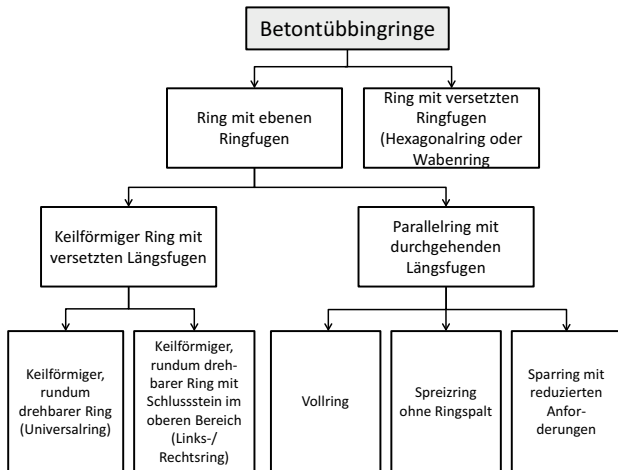 Betontübbingringe
Ring mit ebenen
Ringfugen
Ring mit versetzten
Ringfugen
(Hexagonalring oder
Wabenring
Keilförmiger Ring mit
versetzten Längsfugen
Parallelring mit
durchgehenden
Längsfugen
Keilförmiger,
rundum
drehbarer Ring
(Universalring)
Keilförmiger,
rundum dreh-
barer Ring mit
Schlussstein im
oberen Bereich
(Links-/
Rechtsring)
Vollring
Spreizring
ohne Ringspalt
Sparring mit
reduzierten
Anfor-
derungen